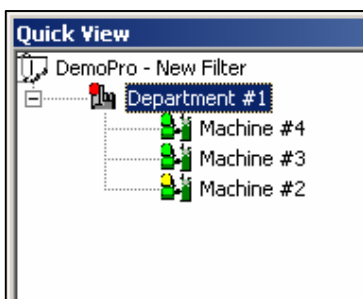 Quick View
DemoPro - New Filter
Department #1
Machine #4
Machine #3
Machine #2